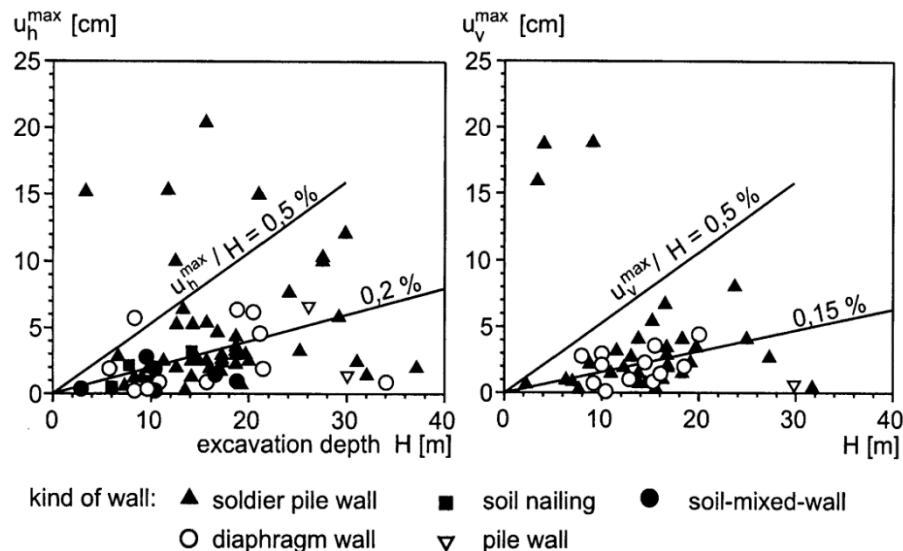 u_h^max [cm]
25
20
15
10
5
0
u_h^max / H = 0,5 %
0,2 %
0 10 20 30 40
excavation depth H [m]
u_v^max [cm]
25
20
15
10
5
0
u_v^max / H = 0,5 %
0,15 %
0 10 20 30 40
H [m]
kind of wall: ▲ soldier pile wall ■ soil nailing ● soil-mixed-wall
○ diaphragm wall ▽ pile wall